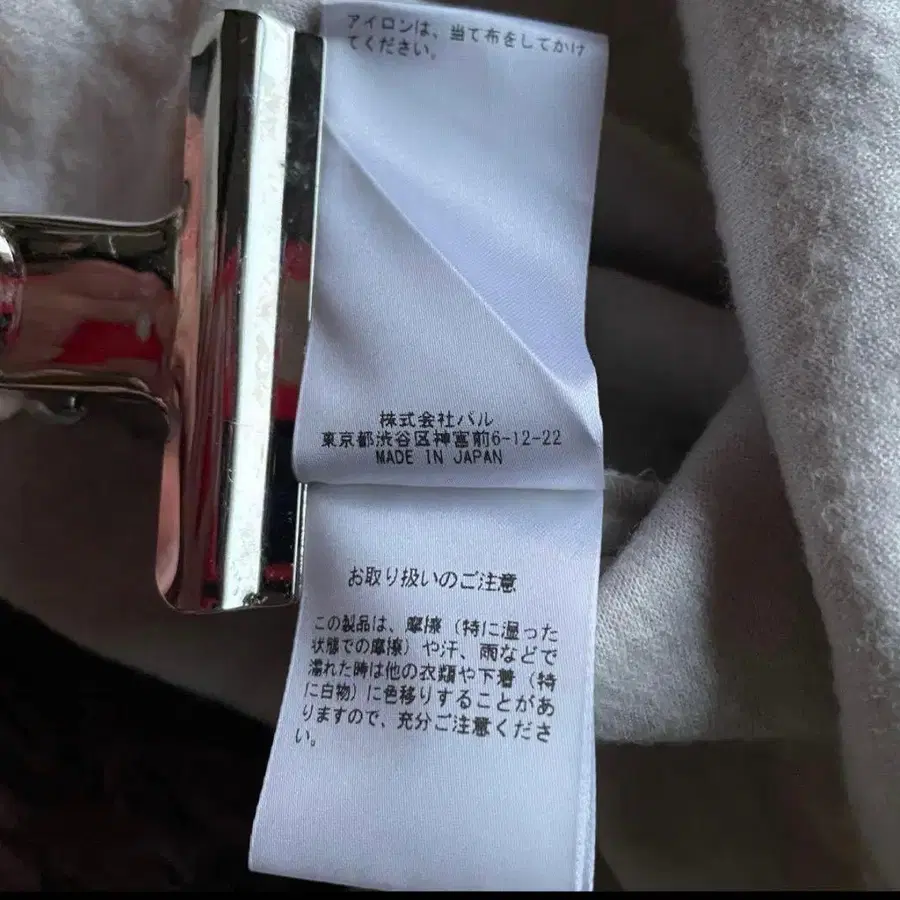 アイロンは、当て布をしてかけ
てください。
株式会社パル
東京都渋谷区神宮前6-12-22
MADE IN JAPAN
お取り扱いのご注意
この製品は、摩擦（特に湿った
状態での摩擦）や汗、雨などで
濡れた時は他の衣類や下着（特
に白物）に色移りすることがあ
りますので、充分ご注意くださ
い。